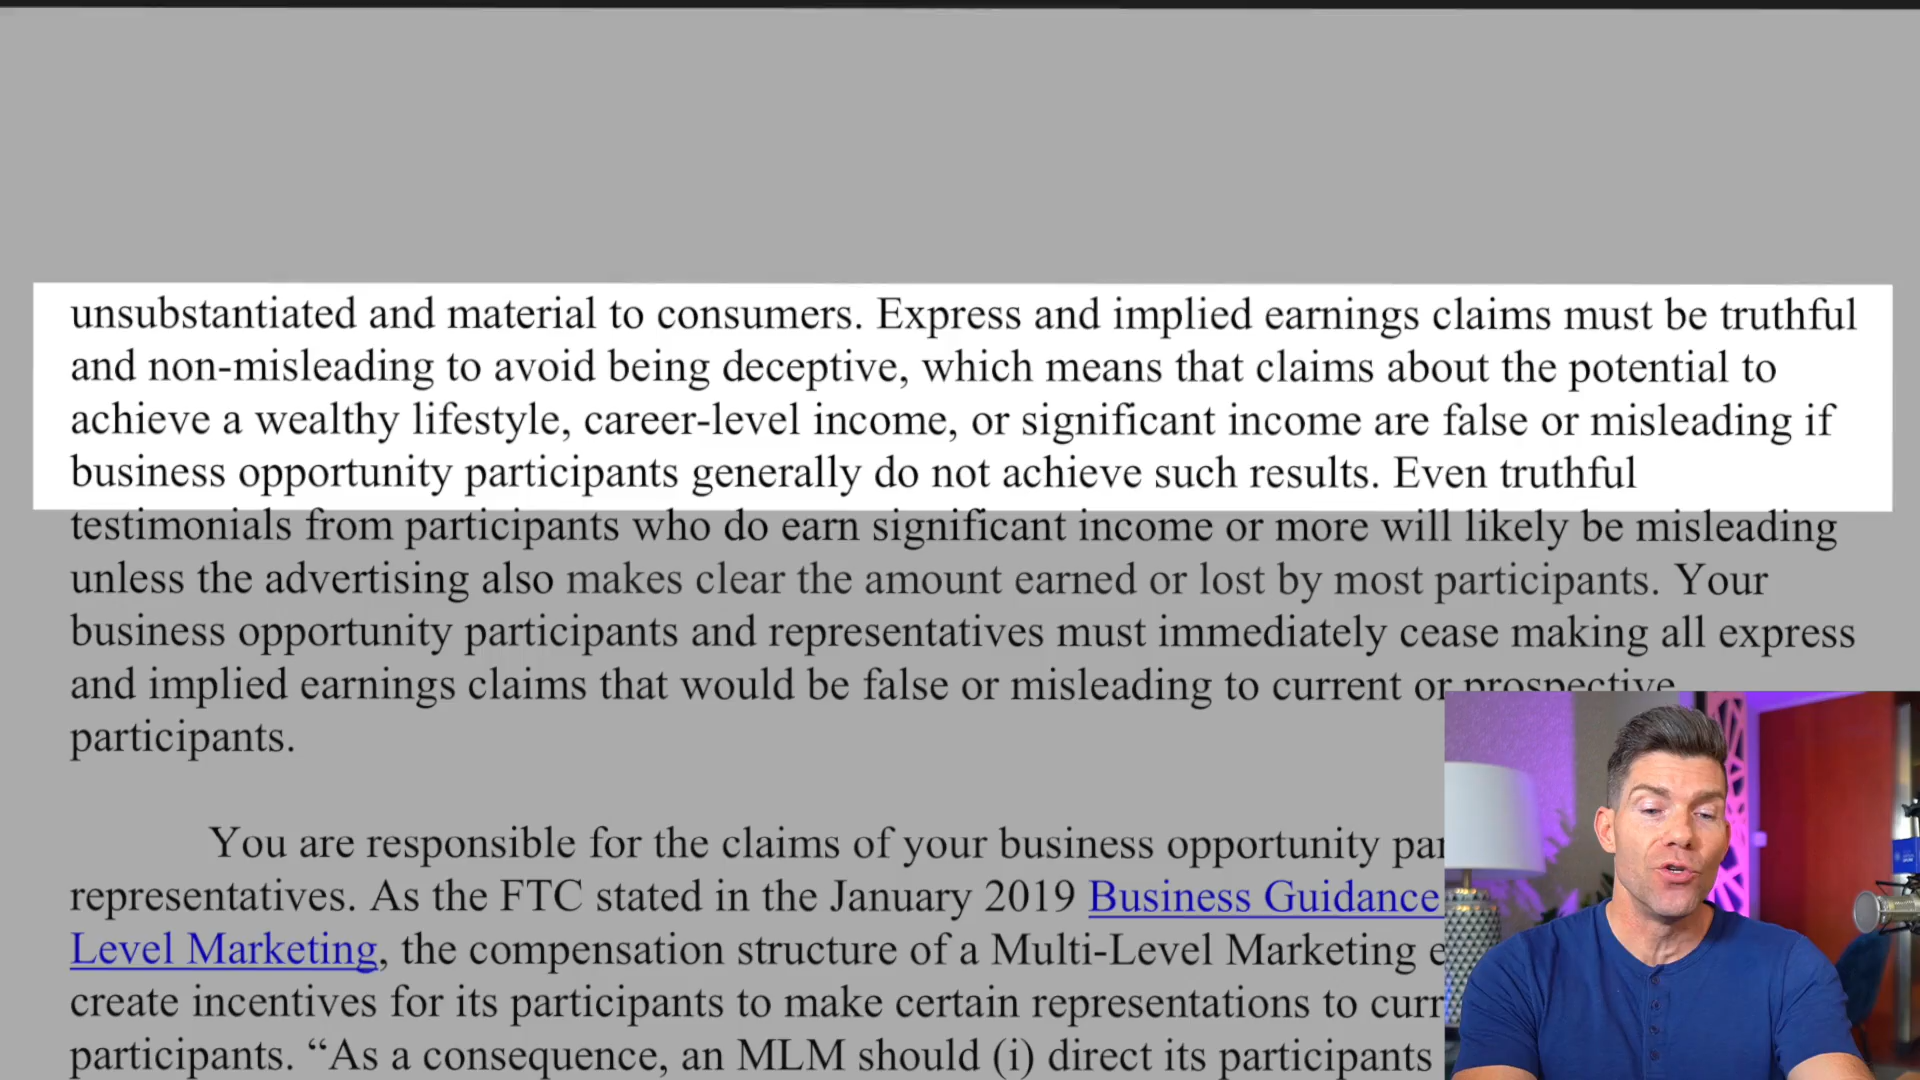 unsubstantiated and material to consumers. Express and implied earnings claims must be truthful
and non-misleading to avoid being deceptive, which means that claims about the potential to
achieve a wealthy lifestyle, career-level income, or significant income are false or misleading if
business opportunity participants generally do not achieve such results. Even truthful
testimonials from participants who do earn significant income or more will likely be misleading
unless the advertising also makes clear the amount earned or lost by most participants. Your
business opportunity participants and representatives must immediately cease making all express
and implied earnings claims that would be false or misleading to current or prospective
participants.
You are responsible for the claims of your business opportunity
representatives. As the FTC stated in the January 2019 Business Guidance
Level Marketing, the compensation structure of a Multi-Level Marketing
create incentives for its participants to make certain representations to
participants. “As a consequence, an MLM should (i) direct its participants